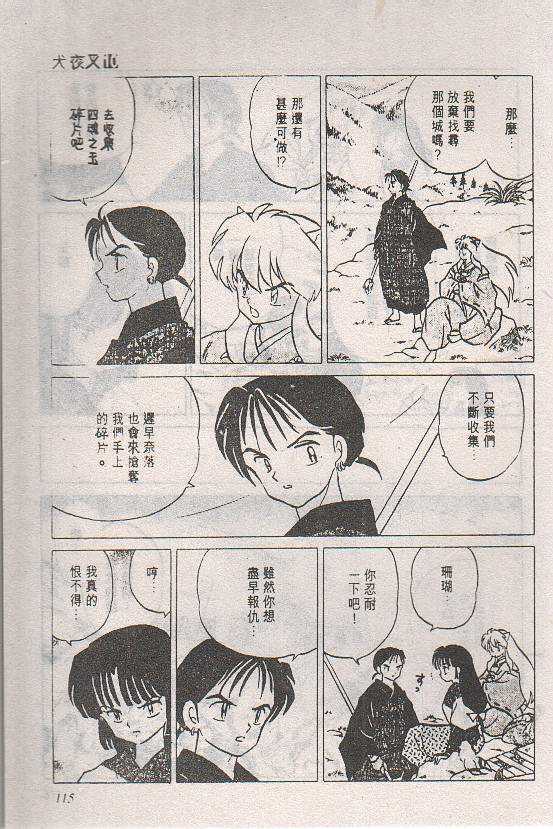 犬夜叉
那麼…
我們要
放棄找尋
那個城嗎?
那還有
甚麼可做!?
去收集
四魂之玉
碎片吧
只要我們
不斷收集…
遲早奈落
也會來搶奪
我們手上
的碎片。
珊瑚
你忍耐
一下吧!
すっ
雖然你想
盡早報仇…
哼…
我真的
恨不得…
115